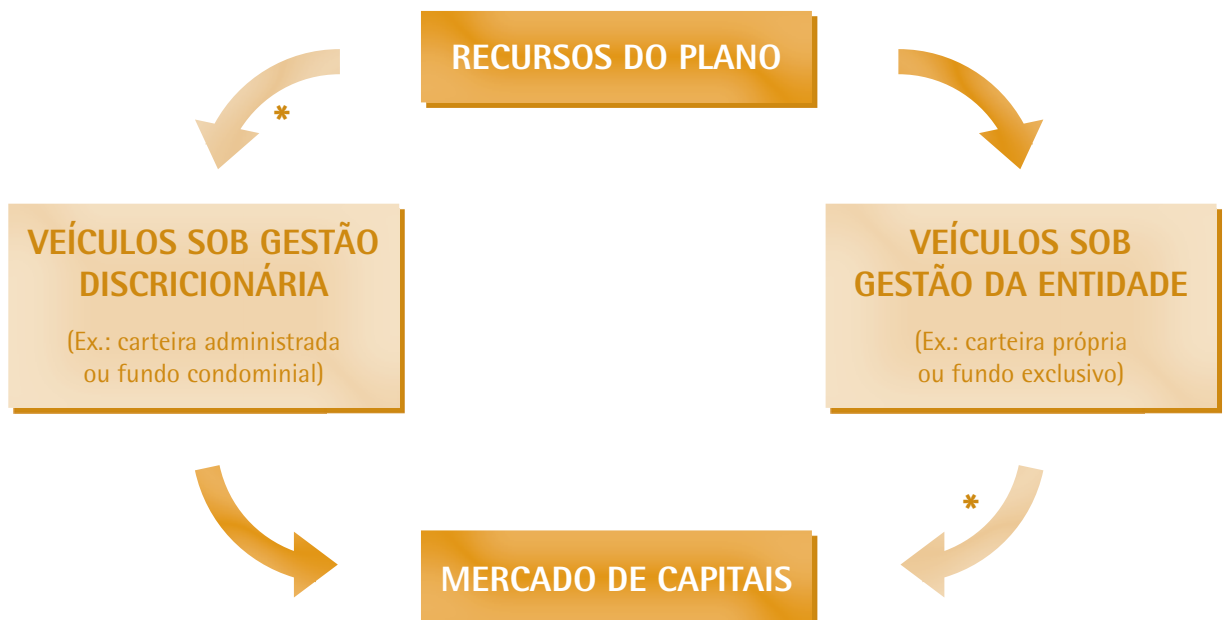 RECURSOS DO PLANO
*
VEÍCULOS SOB GESTÃO
DISCRICIONÁRIA
(Ex.: carteira administrada
ou fundo condominial)
VEÍCULOS SOB
GESTÃO DA ENTIDADE
(Ex.: carteira própria
ou fundo exclusivo)
*
MERCADO DE CAPITAIS